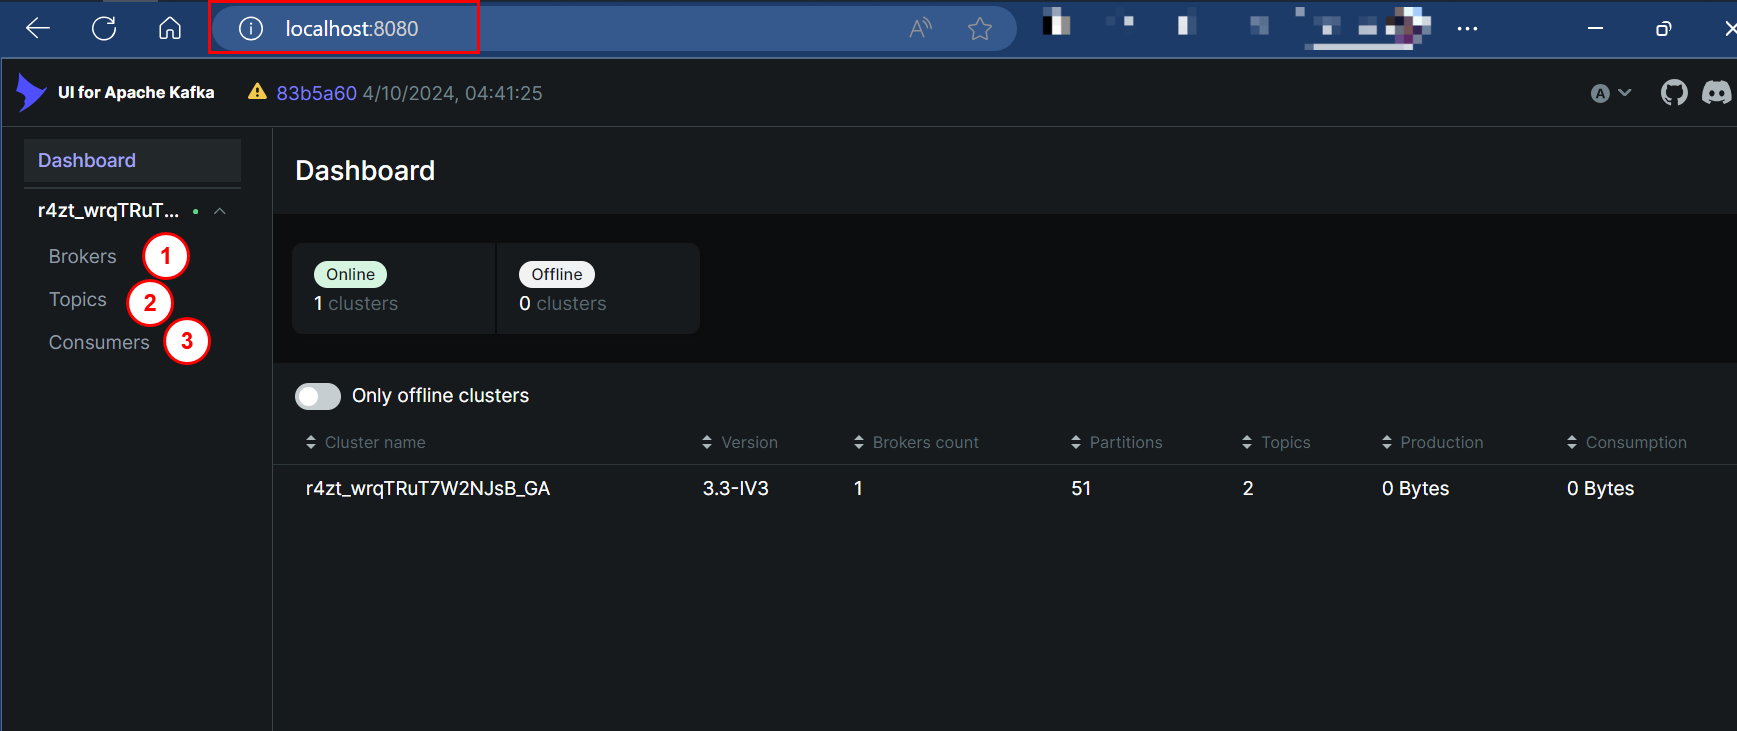 localhost:8080
UI for Apache Kafka
83b5a60 4/10/2024, 04:41:25
A
Dashboard
r4zt_wrqTRuT...
Brokers 1
Topics 2
Consumers 3
Dashboard
Online
1 clusters
Offline
0 clusters
Only offline clusters
Cluster name Version Brokers count Partitions Topics Production Consumption
r4zt_wrqTRuT7W2NJsB_GA 3.3-IV3 1 51 2 0 Bytes 0 Bytes